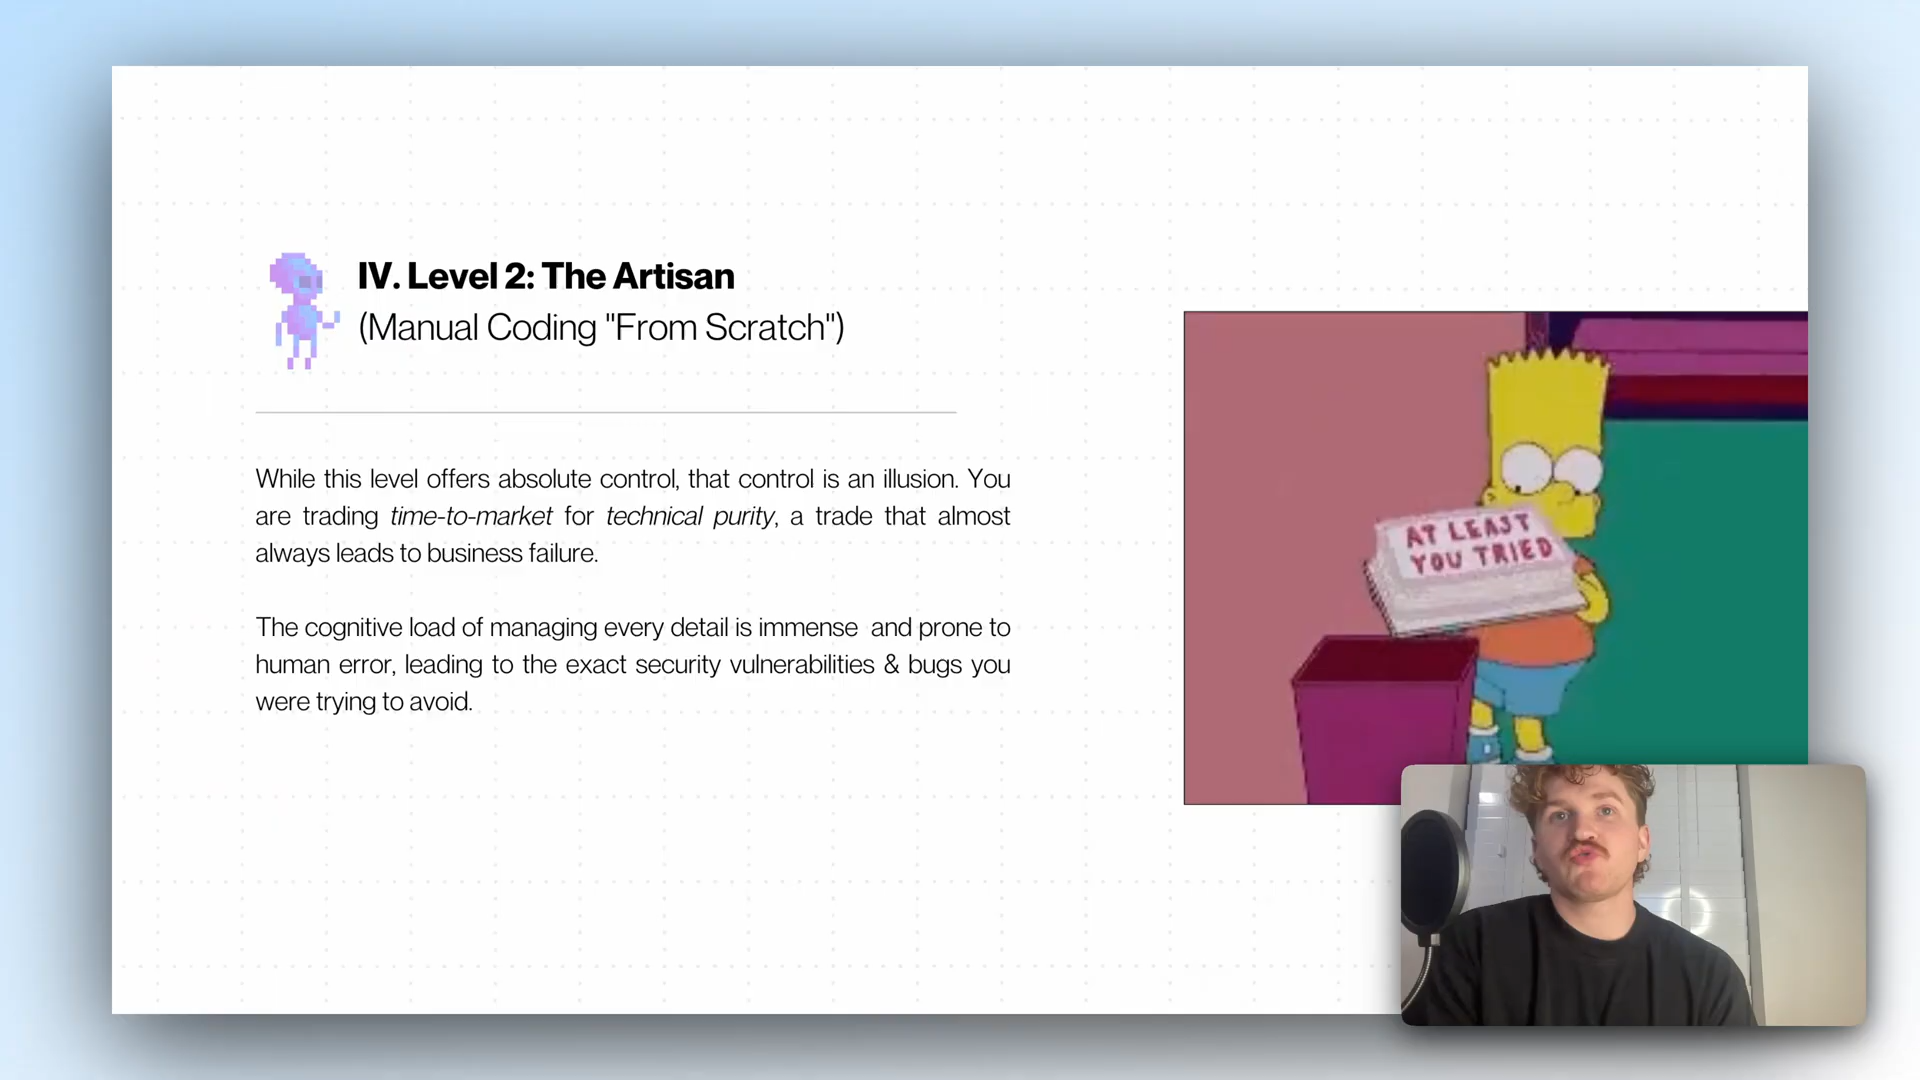 IV. Level 2: The Artisan
(Manual Coding "From Scratch")
While this level offers absolute control, that control is an illusion. You
are trading time-to-market for technical purity, a trade that almost
always leads to business failure.
The cognitive load of managing every detail is immense  and prone to
human error, leading to the exact security vulnerabilities & bugs you
were trying to avoid.
AT LEAST
YOU TRIED